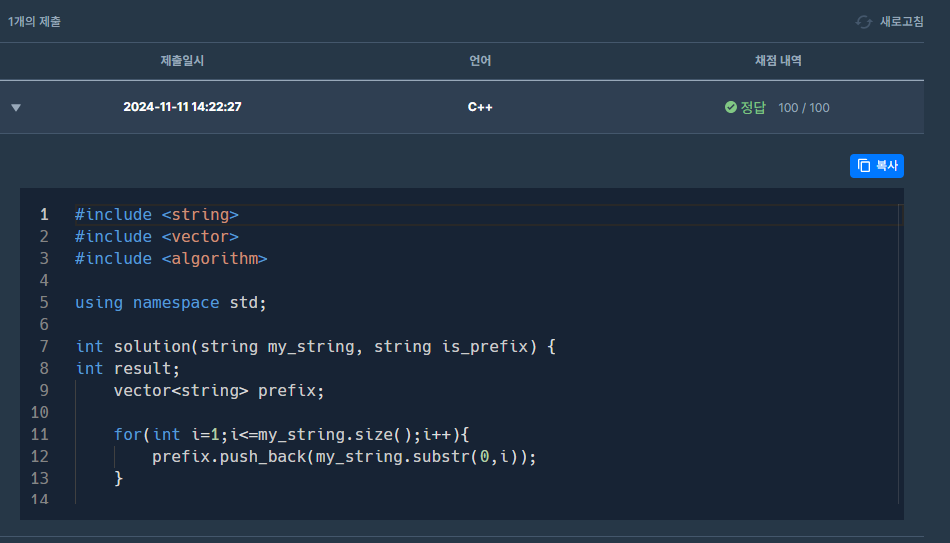 1개의 제출 새로고침
제출일시 언어 채점 내역
2024-11-11 14:22:27 C++ 정답 100 / 100
복사
1 #include <string>
2 #include <vector>
3 #include <algorithm>
4
5 using namespace std;
6
7 int solution(string my_string, string is_prefix) {
8 int result;
9 vector<string> prefix;
10
11 for(int i=1;i<=my_string.size();i++){
12 prefix.push_back(my_string.substr(0,i));
13 }
14